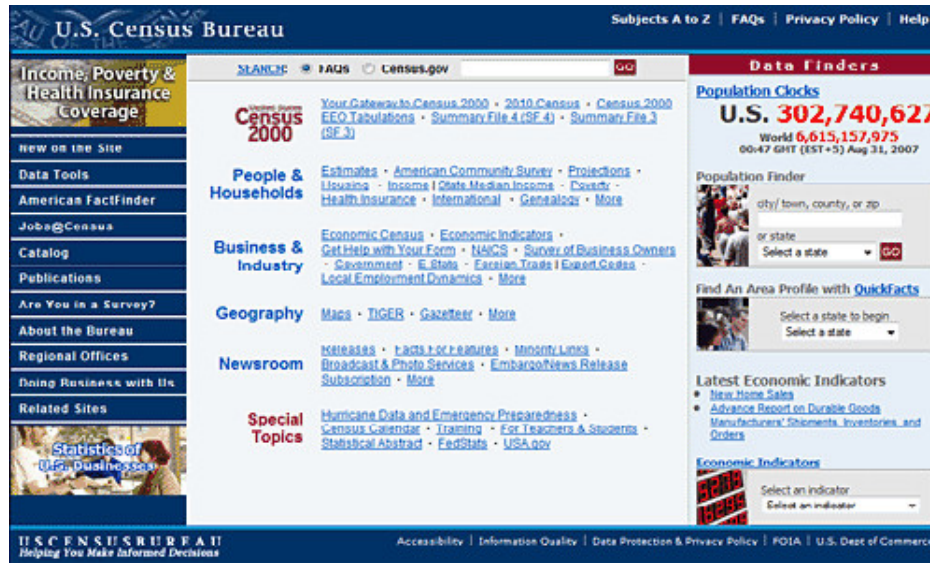 U.S. Census Bureau
Subjects A to Z | FAQs | Privacy Policy | Help
Income, Poverty &
Health Insurance
Coverage
New on the Site
Data Tools
American FactFinder
Jobs@Census
Catalog
Publications
Are You in a Survey?
About the Bureau
Regional Offices
Doing Business with Us
Related Sites
Statistics of
U.S. Businesses
SEARCH: FAQs Census.gov GO
United States
Census
2000
Your Gateway to Census 2000 · 2010 Census · Census 2000
EEO Tabulations · Summary File 4 (SF 4) · Summary File 3
(SF 3)
People &
Households
Estimates · American Community Survey · Projections ·
Housing · Income | State Median Income · Poverty ·
Health Insurance · International · Genealogy · More
Business &
Industry
Economic Census · Economic Indicators ·
Get Help with Your Form · NAICS · Survey of Business Owners
· Government · E-Stats · Foreign Trade | Export Codes ·
Local Employment Dynamics · More
Geography
Maps · TIGER · Gazetteer · More
Newsroom
Releases · Facts For Features · Minority Links ·
Broadcast & Photo Services · Embargo/News Release
Subscription · More
Special
Topics
Hurricane Data and Emergency Preparedness ·
Census Calendar · Training · For Teachers & Students ·
Statistical Abstract · FedStats · USA.gov
Data Finders
Population Clocks
U.S. 302,740,627
World 6,615,157,975
00:47 GMT (EST+5) Aug 31, 2007
Population Finder
city/ town, county, or zip
or state
Select a state GO
Find An Area Profile with QuickFacts
Select a state to begin
Select a state
Latest Economic Indicators
New Home Sales
Advance Report on Durable Goods
Manufacturers' Shipments, Inventories, and
Orders
Economic Indicators
Select an indicator
Select an indicator
USCENSUSBUREAU
Helping You Make Informed Decisions
Accessibility | Information Quality | Data Protection & Privacy Policy | FOIA | U.S. Dept of Commerce